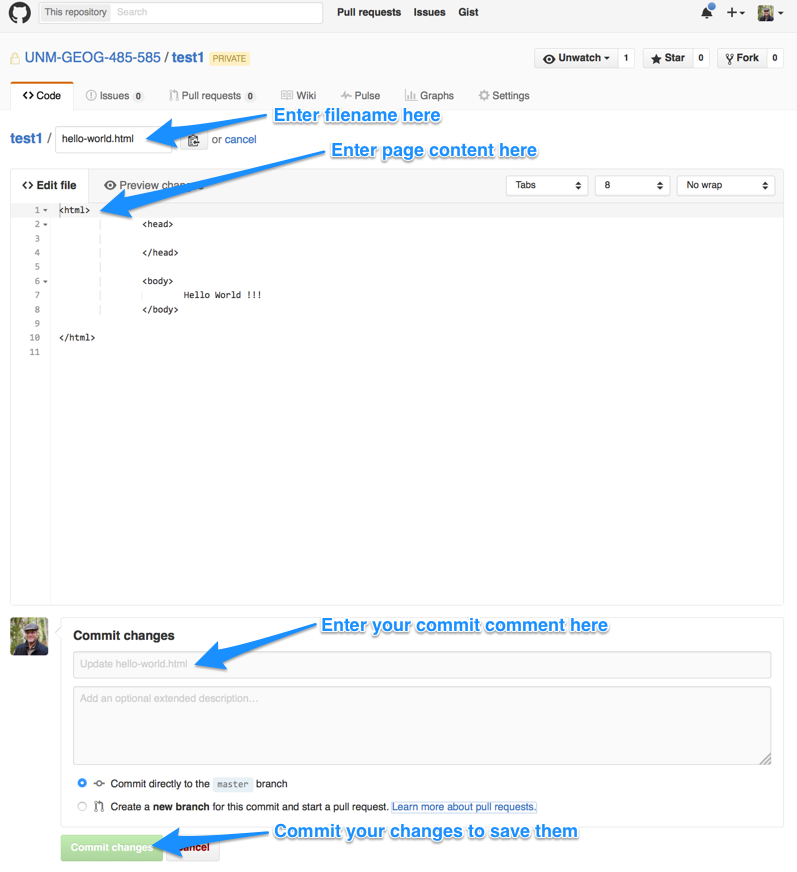 This repository Search Pull requests Issues Gist
UNM-GEOG-485-585 / test1 PRIVATE Unwatch 1 Star 0 Fork 0
<> Code Issues 0 Pull requests 0 Wiki Pulse Graphs Settings
Enter filename here
test1 / hello-world.html or cancel
Enter page content here
<> Edit file Preview changes Tabs 8 No wrap
1 <html>
2 <head>
3
4 </head>
5
6 <body>
7 Hello World !!!
8 </body>
9
10 </html>
11
Enter your commit comment here
Commit changes
Update hello-world.html
Add an optional extended description…
Commit directly to the master branch
Create a new branch for this commit and start a pull request. Learn more about pull requests.
Commit your changes to save them
Commit changes Cancel